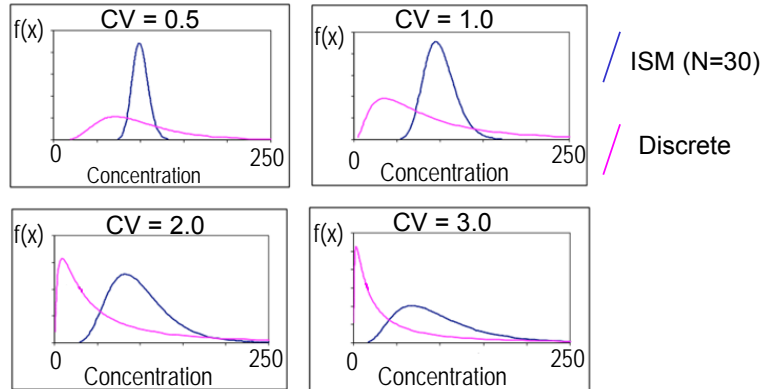 CV = 0.5
f(x)
0
250
Concentration
CV = 1.0
f(x)
0
250
Concentration
ISM (N=30)
Discrete
CV = 2.0
f(x)
0
250
Concentration
CV = 3.0
f(x)
0
250
Concentration